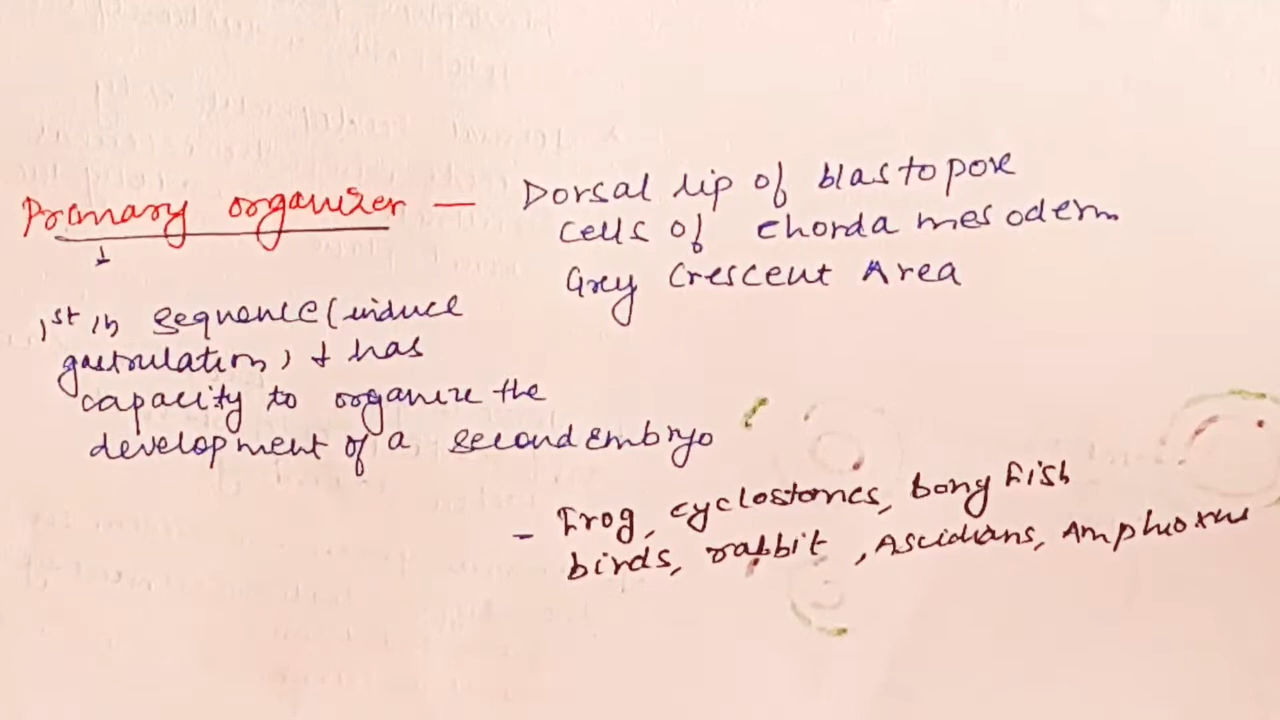 Primary organizer — Dorsal lip of blastopore
cells of chorda mesoderm
Grey Crescent Area
↓
1st in sequence (induce
gastrulation) & has
capacity to organize the
development of a second embryo
- Frog, cyclostomes, bony fish
birds, rabbit, Ascidians, Amphioxus